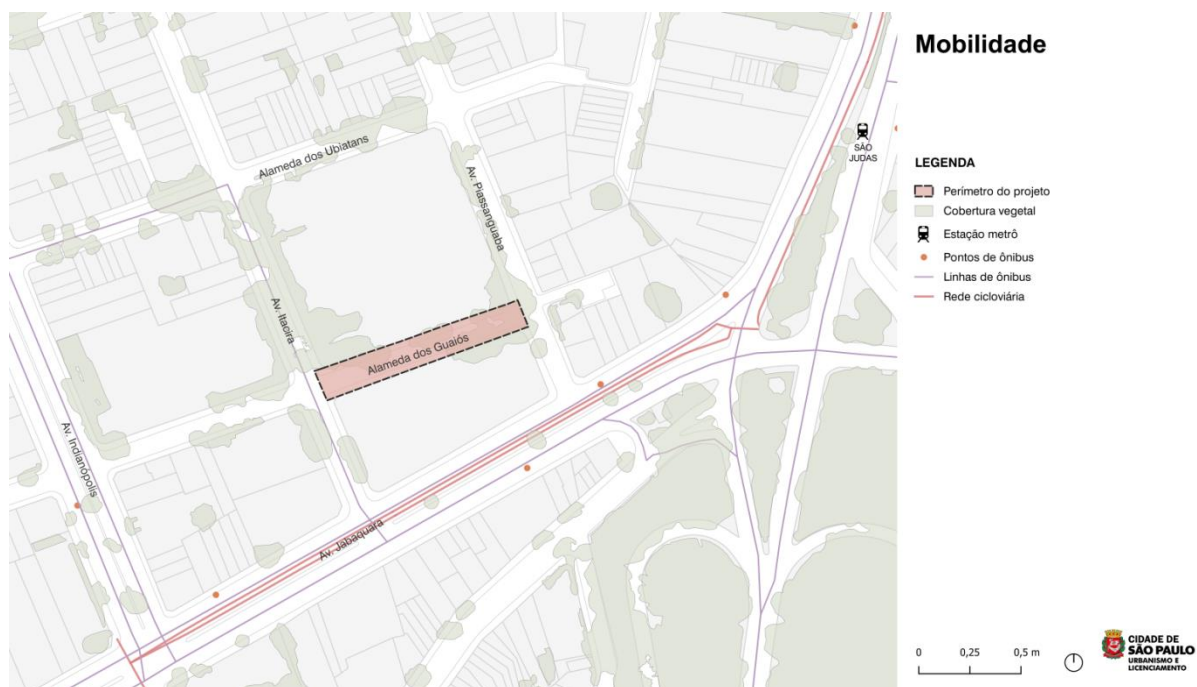 Mobilidade
LEGENDA
Perímetro do projeto
Cobertura vegetal
Estação metrô
Pontos de ônibus
Linhas de ônibus
Rede cicloviária
SÃO
JUDAS
Alameda dos Ubiatans
Av. Piassanguaba
Av. Itacira
Alameda dos Guaiós
Av. Indianópolis
Av. Jabaquara
0 0,25 0,5 m
CIDADE DE
SÃO PAULO
URBANISMO E
LICENCIAMENTO